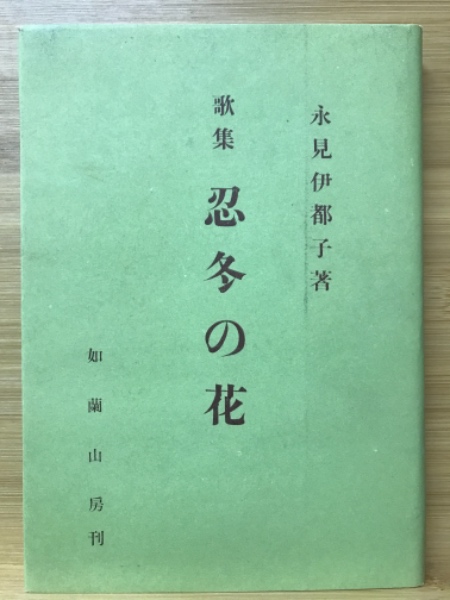 永見伊都子著
歌集 忍冬の花
如蘭山房刊